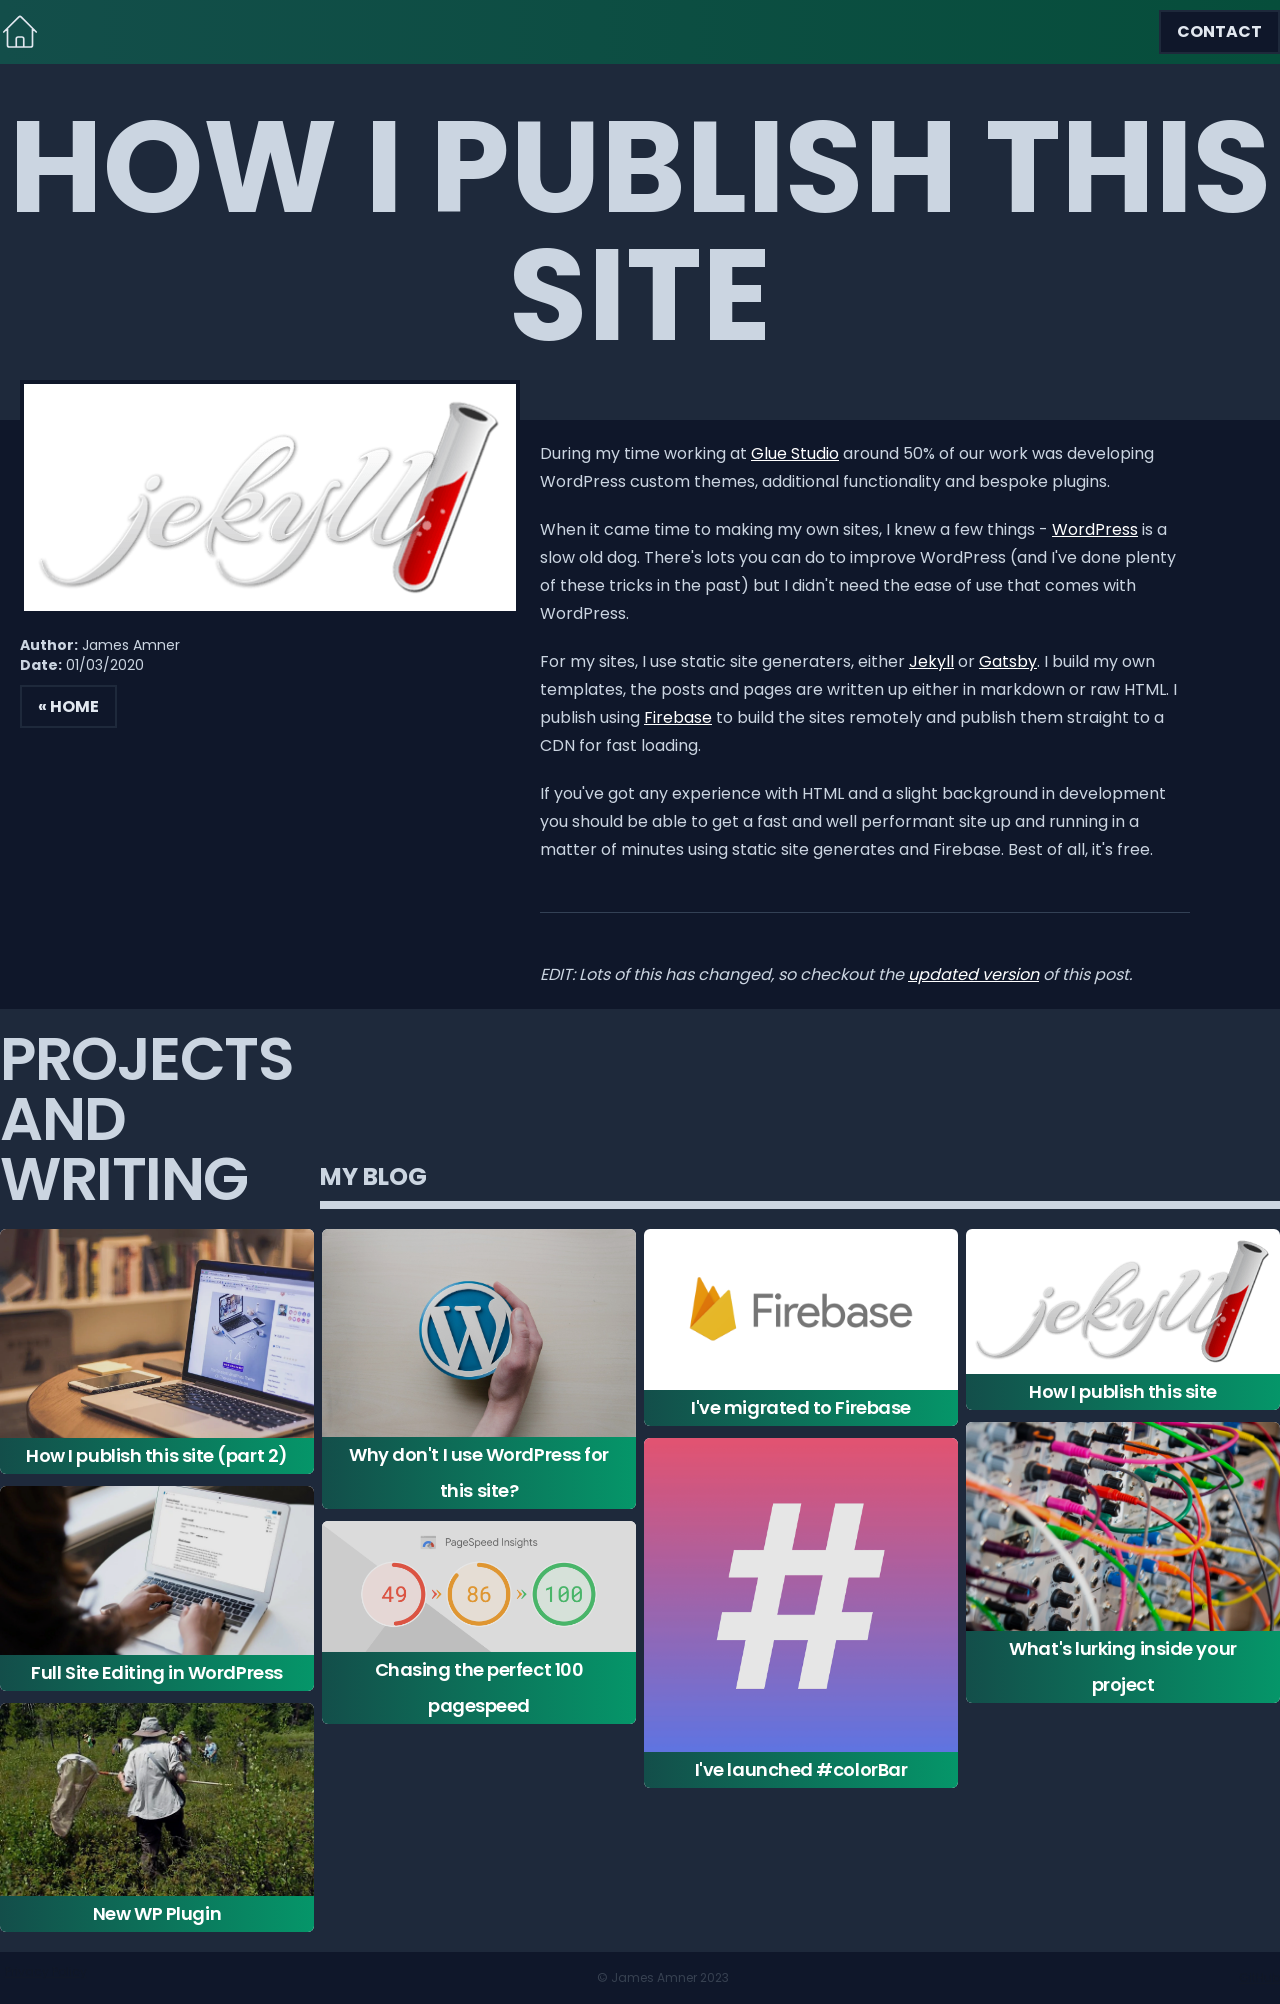 CONTACT
HOW I PUBLISH THIS
SITE
jekyll
Author: James Amner
Date: 01/03/2020
« HOME
During my time working at Glue Studio around 50% of our work was developing
WordPress custom themes, additional functionality and bespoke plugins.
When it came time to making my own sites, I knew a few things - WordPress is a
slow old dog. There's lots you can do to improve WordPress (and I've done plenty
of these tricks in the past) but I didn't need the ease of use that comes with
WordPress.
For my sites, I use static site generaters, either Jekyll or Gatsby. I build my own
templates, the posts and pages are written up either in markdown or raw HTML. I
publish using Firebase to build the sites remotely and publish them straight to a
CDN for fast loading.
If you've got any experience with HTML and a slight background in development
you should be able to get a fast and well performant site up and running in a
matter of minutes using static site generates and Firebase. Best of all, it's free.
EDIT: Lots of this has changed, so checkout the updated version of this post.
PROJECTS
AND
WRITING
MY BLOG
How I publish this site (part 2)
Full Site Editing in WordPress
New WP Plugin
W
Why don't I use WordPress for
this site?
PageSpeed Insights
49 » 86 » 100
Chasing the perfect 100
pagespeed
Firebase
I've migrated to Firebase
#
I've launched #colorBar
jekyll
How I publish this site
What's lurking inside your
project
© James Amner 2023